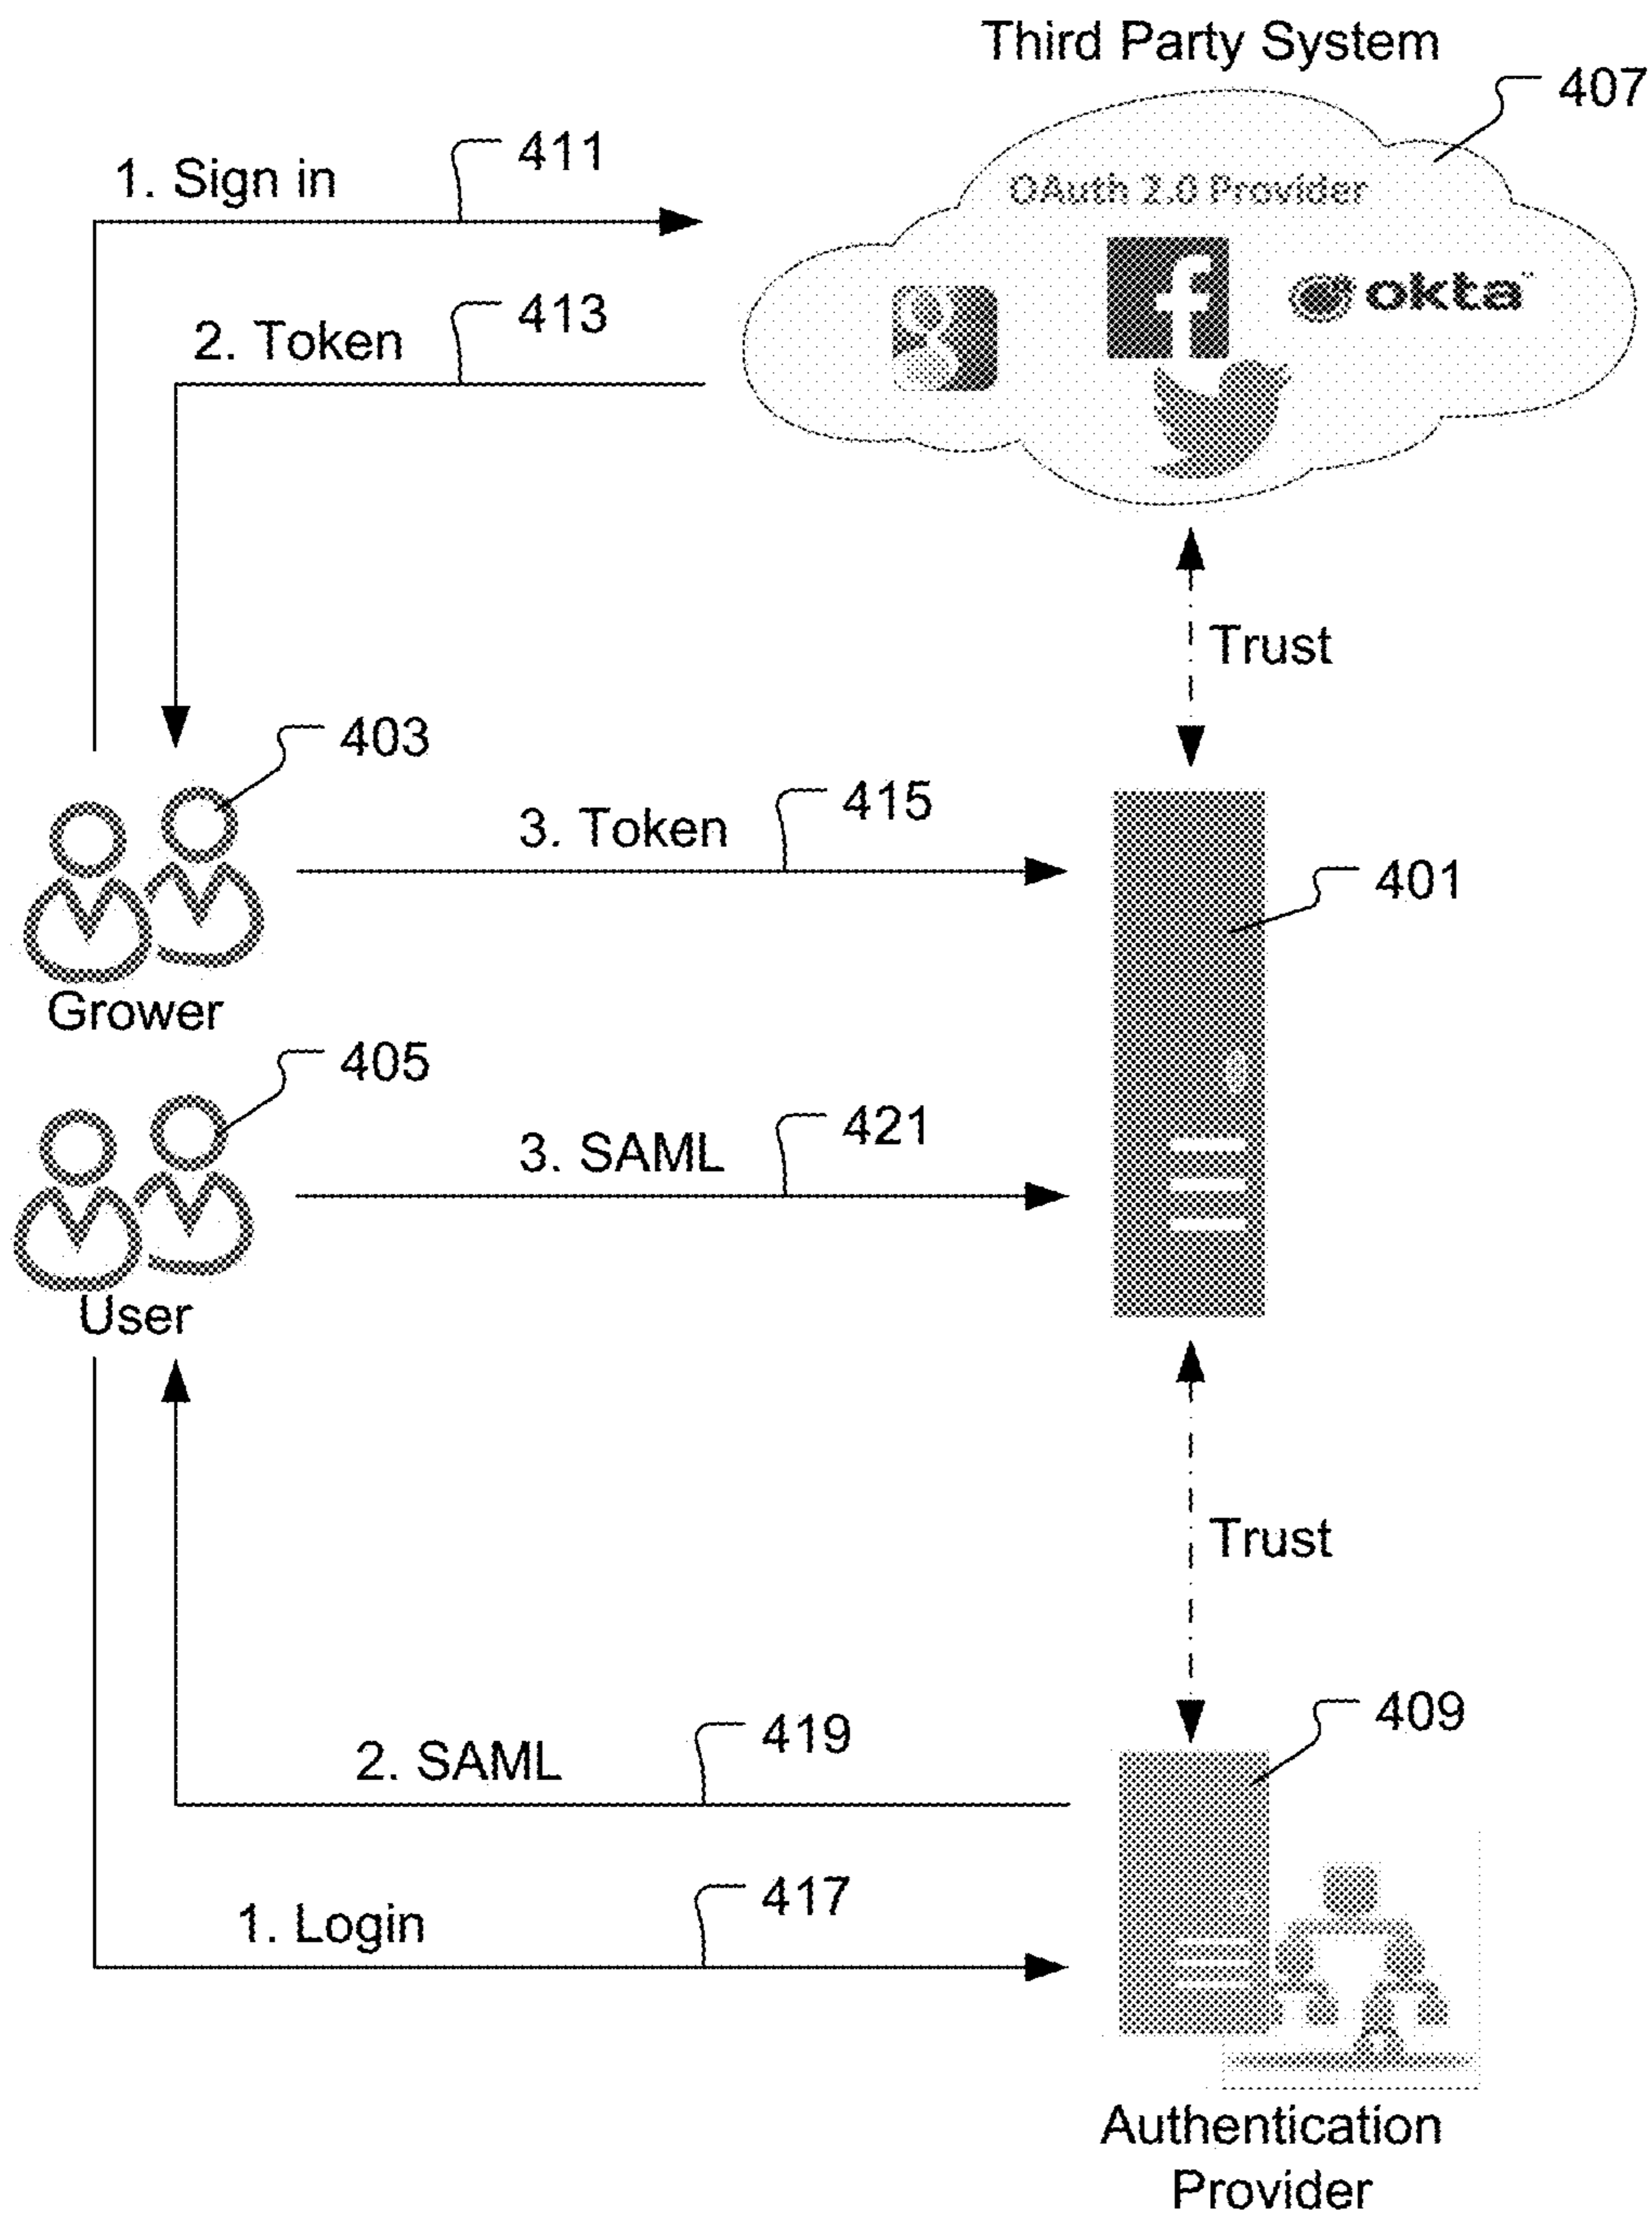 Third Party System
407
1. Sign in
411
OAuth 2.0 Provider
f
okta
2. Token
413
Trust
403
3. Token
415
401
Grower
405
3. SAML
421
User
Trust
2. SAML
419
409
1. Login
417
Authentication
Provider